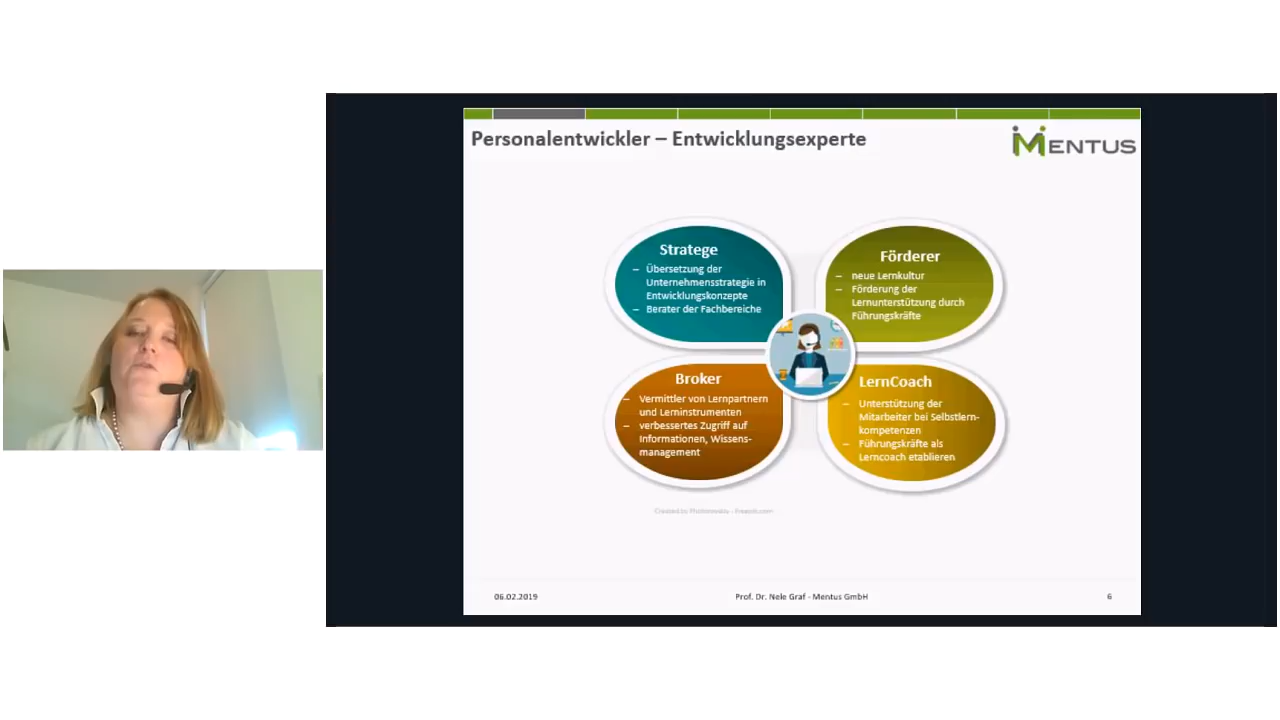 Personalentwickler – Entwicklungsexperte
MENTUS
Stratege
– Übersetzung der
Unternehmensstrategie in
Entwicklungskonzepte
– Berater der Fachbereiche
Förderer
– neue Lernkultur
– Förderung der
Lernunterstützung durch
Führungskräfte
Broker
– Vermittler von Lernpartnern
und Lerninstrumenten
– verbessertes Zugriff auf
Informationen, Wissens-
management
LernCoach
– Unterstützung der
Mitarbeiter bei Selbstlern-
kompetenzen
– Führungskräfte als
Lerncoach etablieren
06.02.2019
Prof. Dr. Nele Graf - Mentus GmbH
6